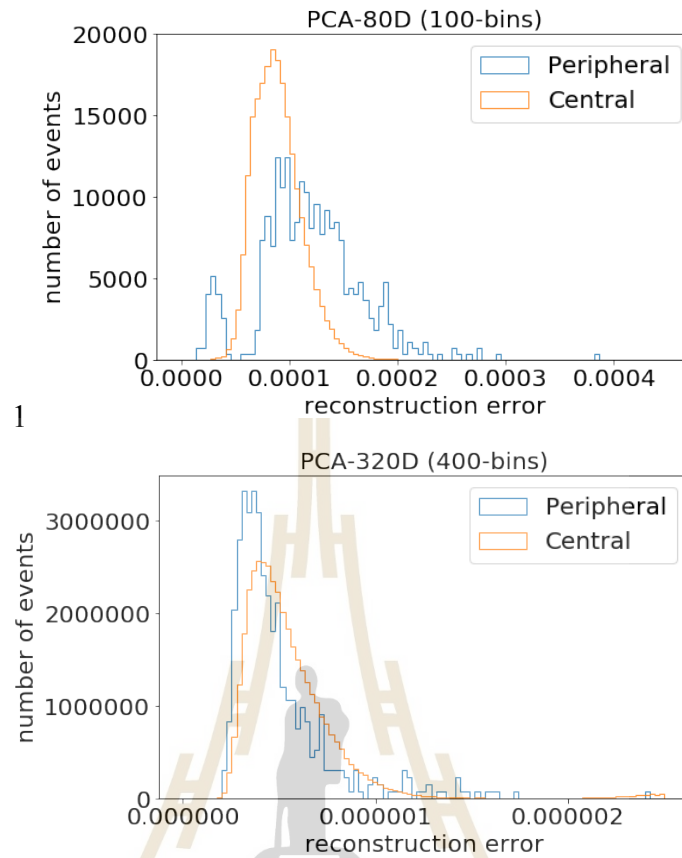 PCA-80D (100-bins)
20000
15000
10000
5000
0
number of events
Peripheral
Central
0.0000 0.0001 0.0002 0.0003 0.0004
reconstruction error
1
PCA-320D (400-bins)
3000000
2000000
1000000
0
number of events
Peripheral
Central
0.000000 0.000001 0.000002
reconstruction error